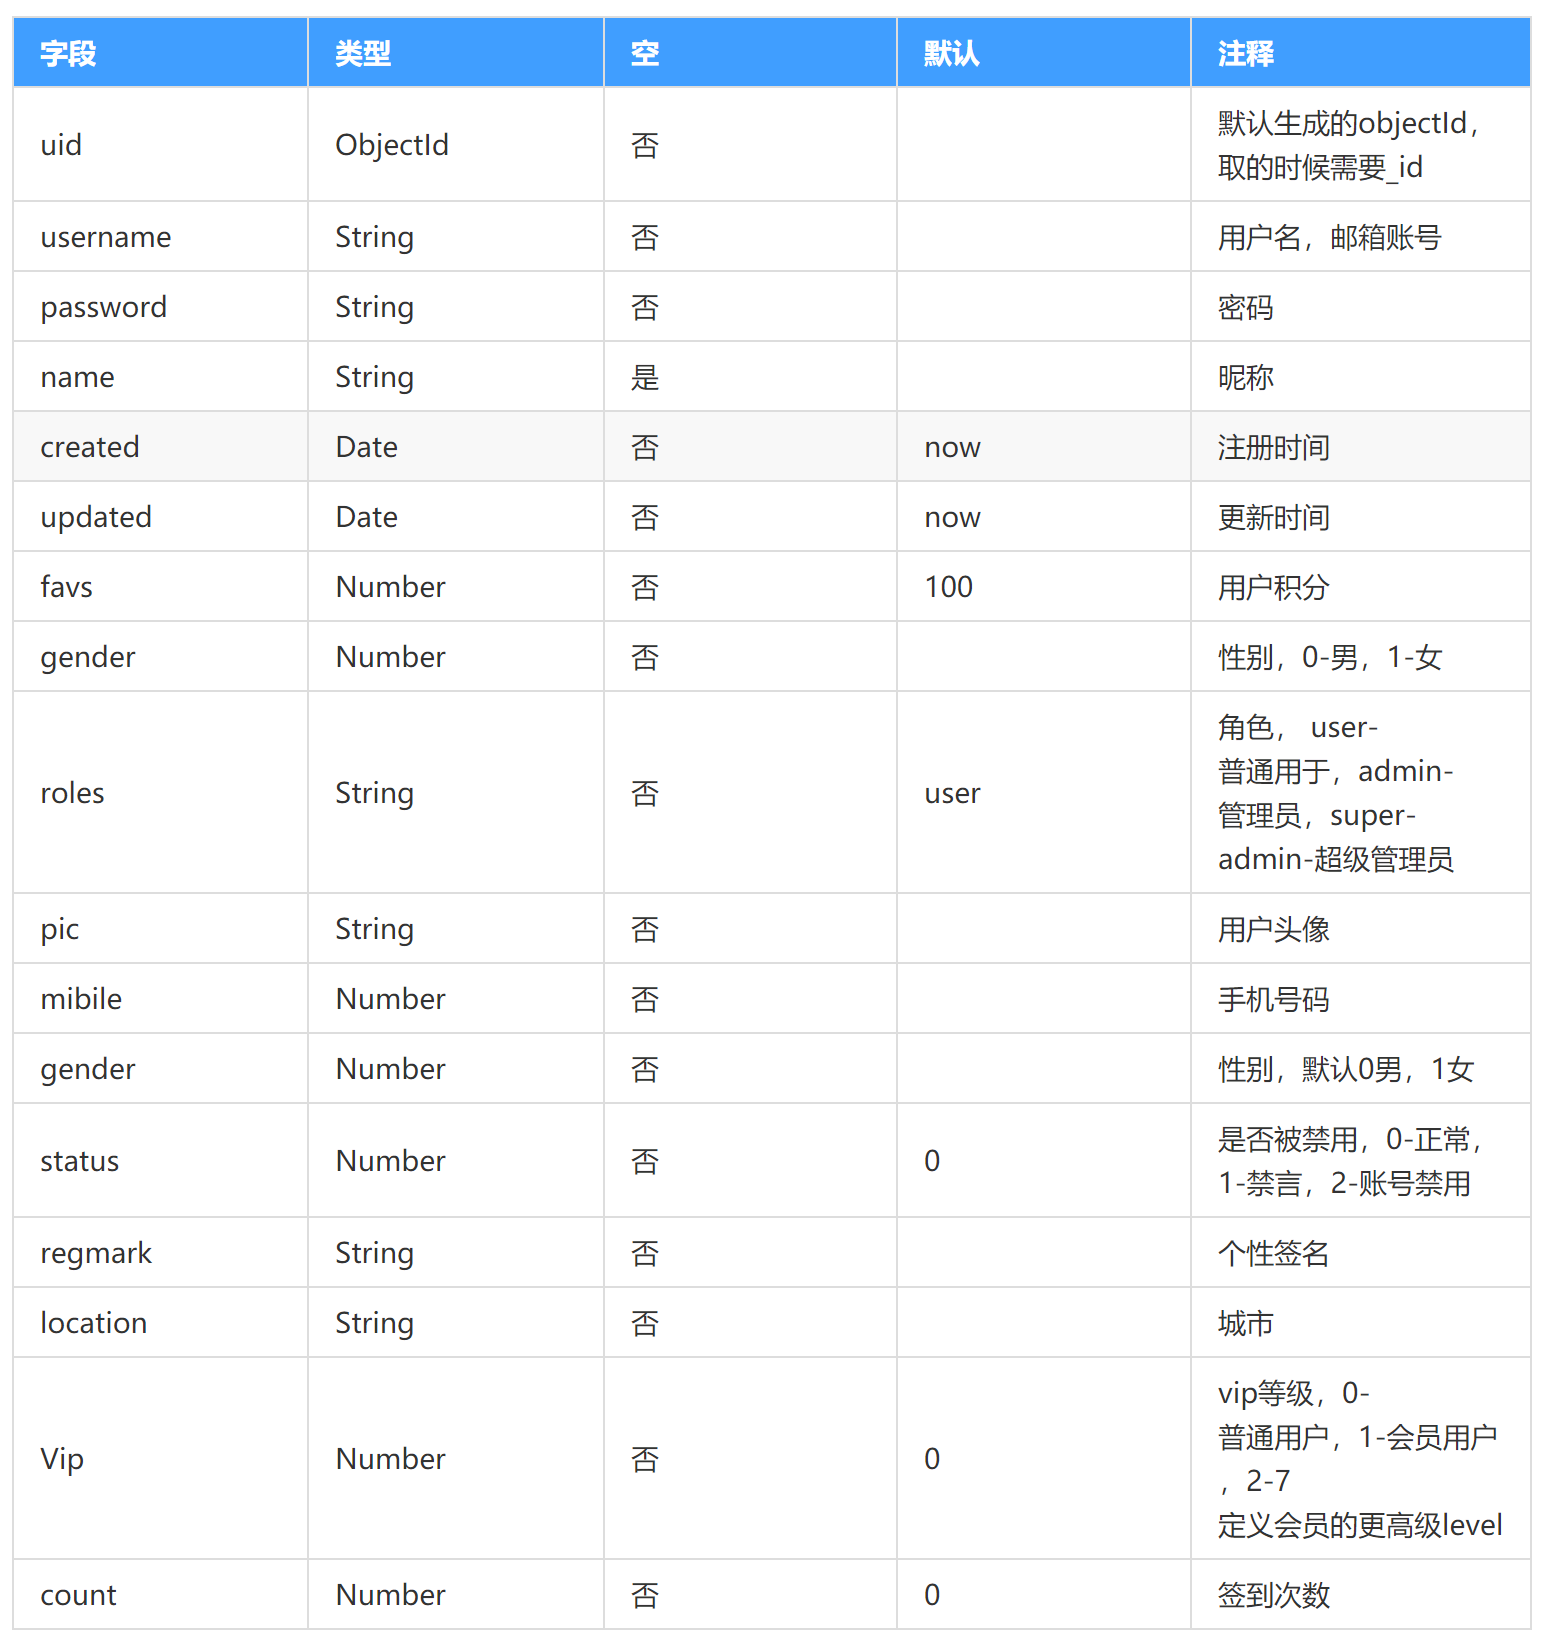 字段 类型 空 默认 注释
uid ObjectId 否 默认生成的objectId，
取的时候需要_id
username String 否 用户名，邮箱账号
password String 否 密码
name String 是 昵称
created Date 否 now 注册时间
updated Date 否 now 更新时间
favs Number 否 100 用户积分
gender Number 否 性别，0-男，1-女
roles String 否 user 角色， user-
普通用于，admin-
管理员，super-
admin-超级管理员
pic String 否 用户头像
mibile Number 否 手机号码
gender Number 否 性别，默认0男，1女
status Number 否 0 是否被禁用，0-正常，
1-禁言，2-账号禁用
regmark String 否 个性签名
location String 否 城市
Vip Number 否 0 vip等级，0-
普通用户，1-会员用户
，2-7
定义会员的更高级level
count Number 否 0 签到次数